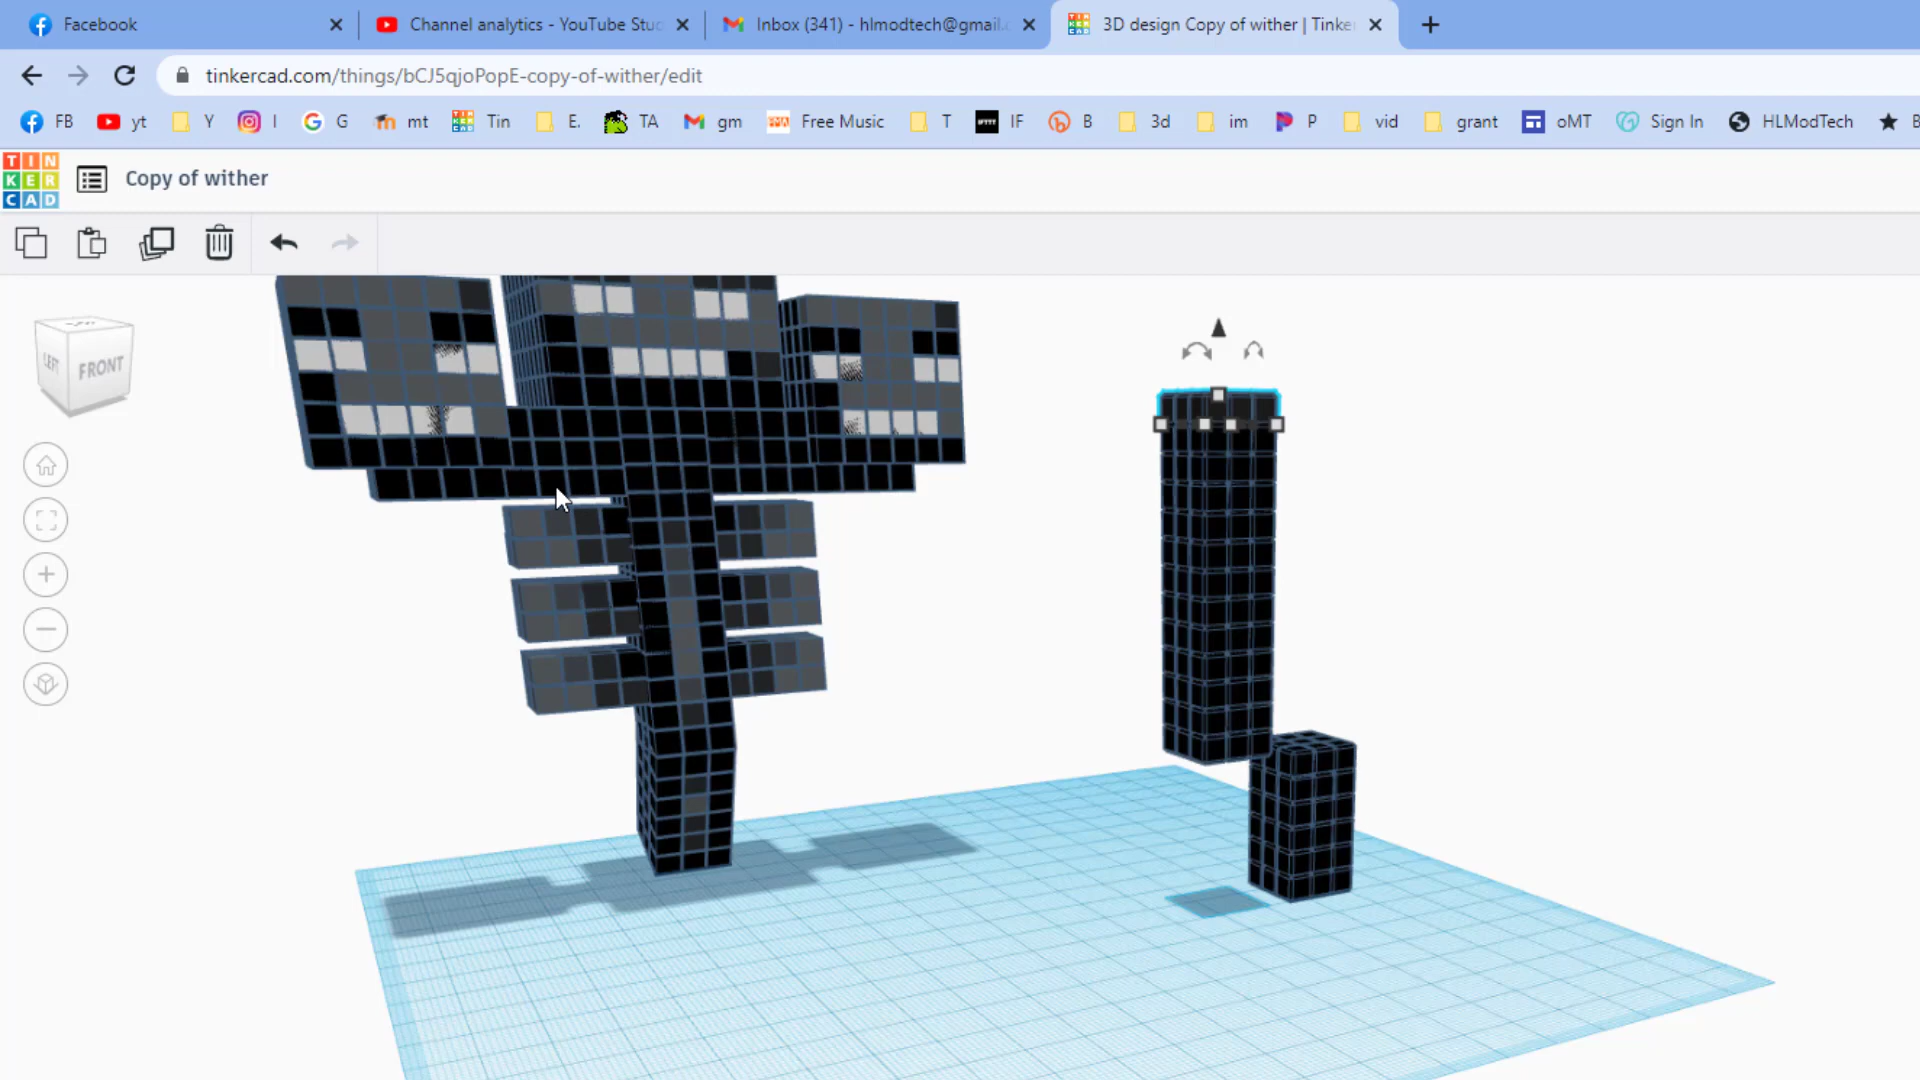 Facebook
Channel analytics - YouTube Stu
Inbox (341) - hlmodtech@gmail.c
3D design Copy of wither | Tinker
tinkercad.com/things/bCJ5qjoPopE-copy-of-wither/edit
FB yt Y I G mt Tin E. TA gm Free Music T IF B 3d im P vid grant oMT Sign In HLModTech
TIN
KER
CAD
Copy of wither
LEFT FRONT